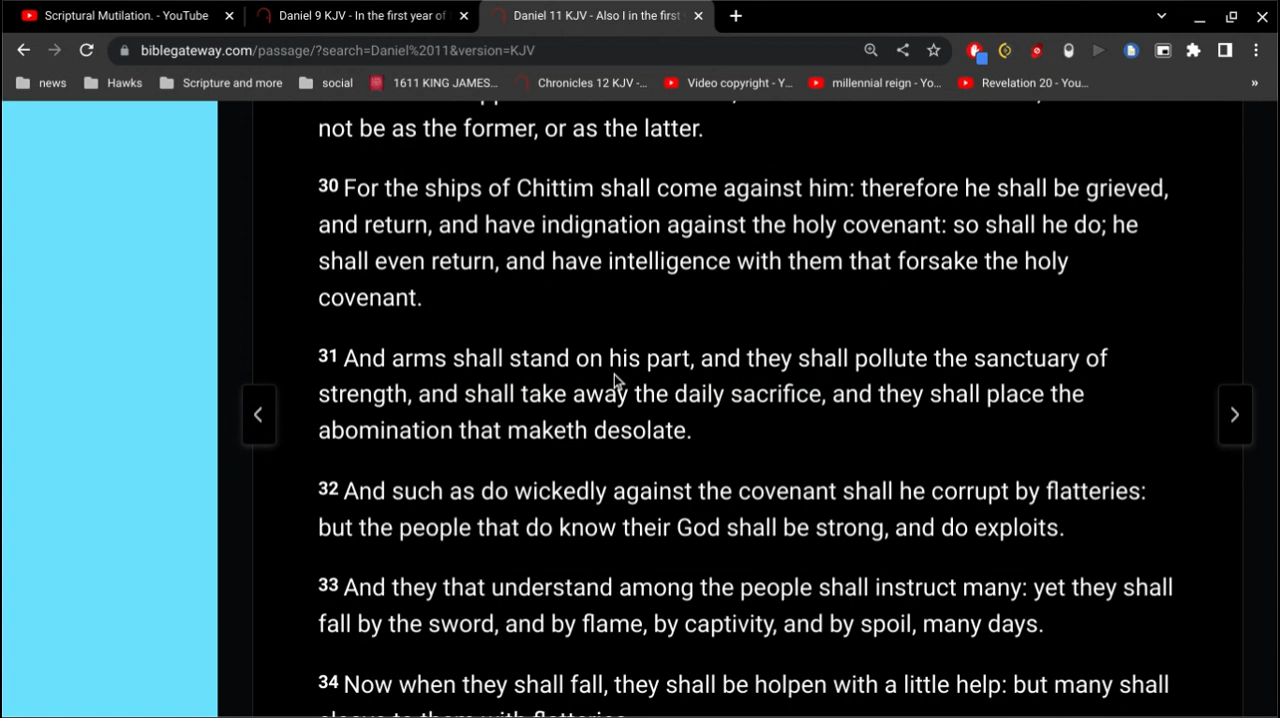 Scriptural Mutilation. - YouTube
Daniel 9 KJV - In the first year of
Daniel 11 KJV - Also I in the first
biblegateway.com/passage/?search=Daniel%2011&version=KJV
news Hawks Scripture and more social 1611 KING JAMES... Chronicles 12 KJV -... Video copyright - Y... millennial reign - Yo... Revelation 20 - You... »
not be as the former, or as the latter.
30 For the ships of Chittim shall come against him: therefore he shall be grieved,
and return, and have indignation against the holy covenant: so shall he do; he
shall even return, and have intelligence with them that forsake the holy
covenant.
31 And arms shall stand on his part, and they shall pollute the sanctuary of
strength, and shall take away the daily sacrifice, and they shall place the
abomination that maketh desolate.
32 And such as do wickedly against the covenant shall he corrupt by flatteries:
but the people that do know their God shall be strong, and do exploits.
33 And they that understand among the people shall instruct many: yet they shall
fall by the sword, and by flame, by captivity, and by spoil, many days.
34 Now when they shall fall, they shall be holpen with a little help: but many shall
cleave to them with flatteries.